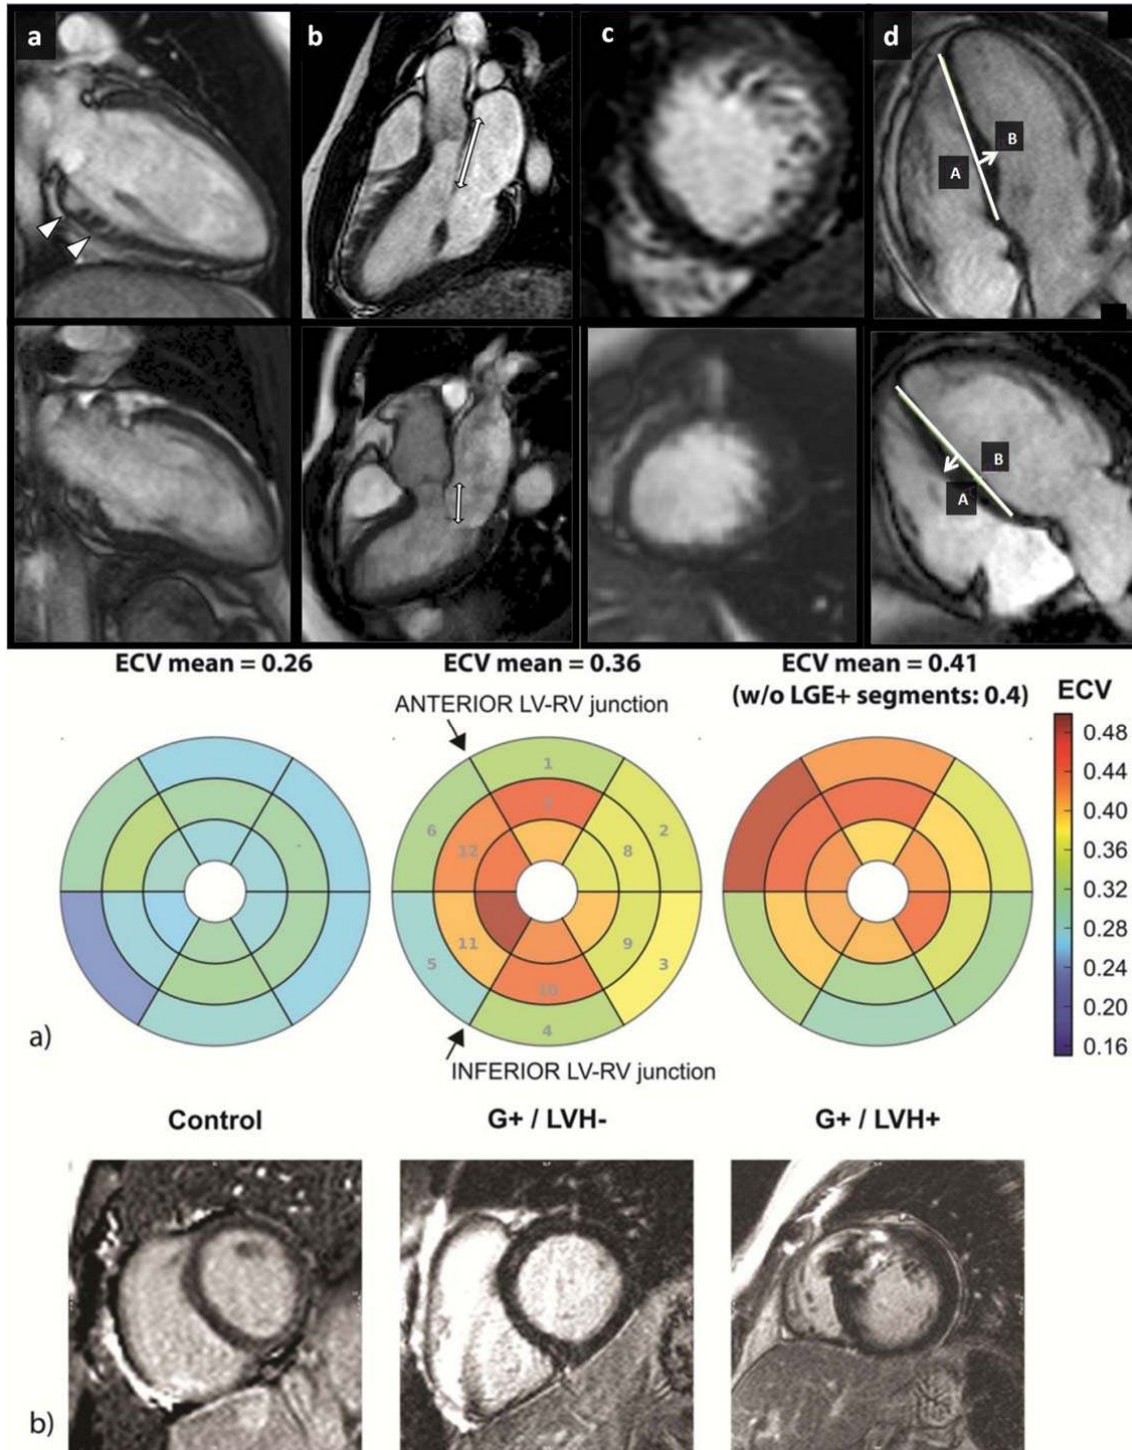 a
b
c
d
B
A
B
A
ECV mean = 0.26
ECV mean = 0.36
ECV mean = 0.41
(w/o LGE+ segments: 0.4)
ECV
ANTERIOR LV-RV junction
0.48
0.44
0.40
0.36
0.32
0.28
0.24
0.20
0.16
1
7
6
2
12
8
11
9
5
3
10
4
a)
INFERIOR LV-RV junction
Control
G+ / LVH-
G+ / LVH+
b)